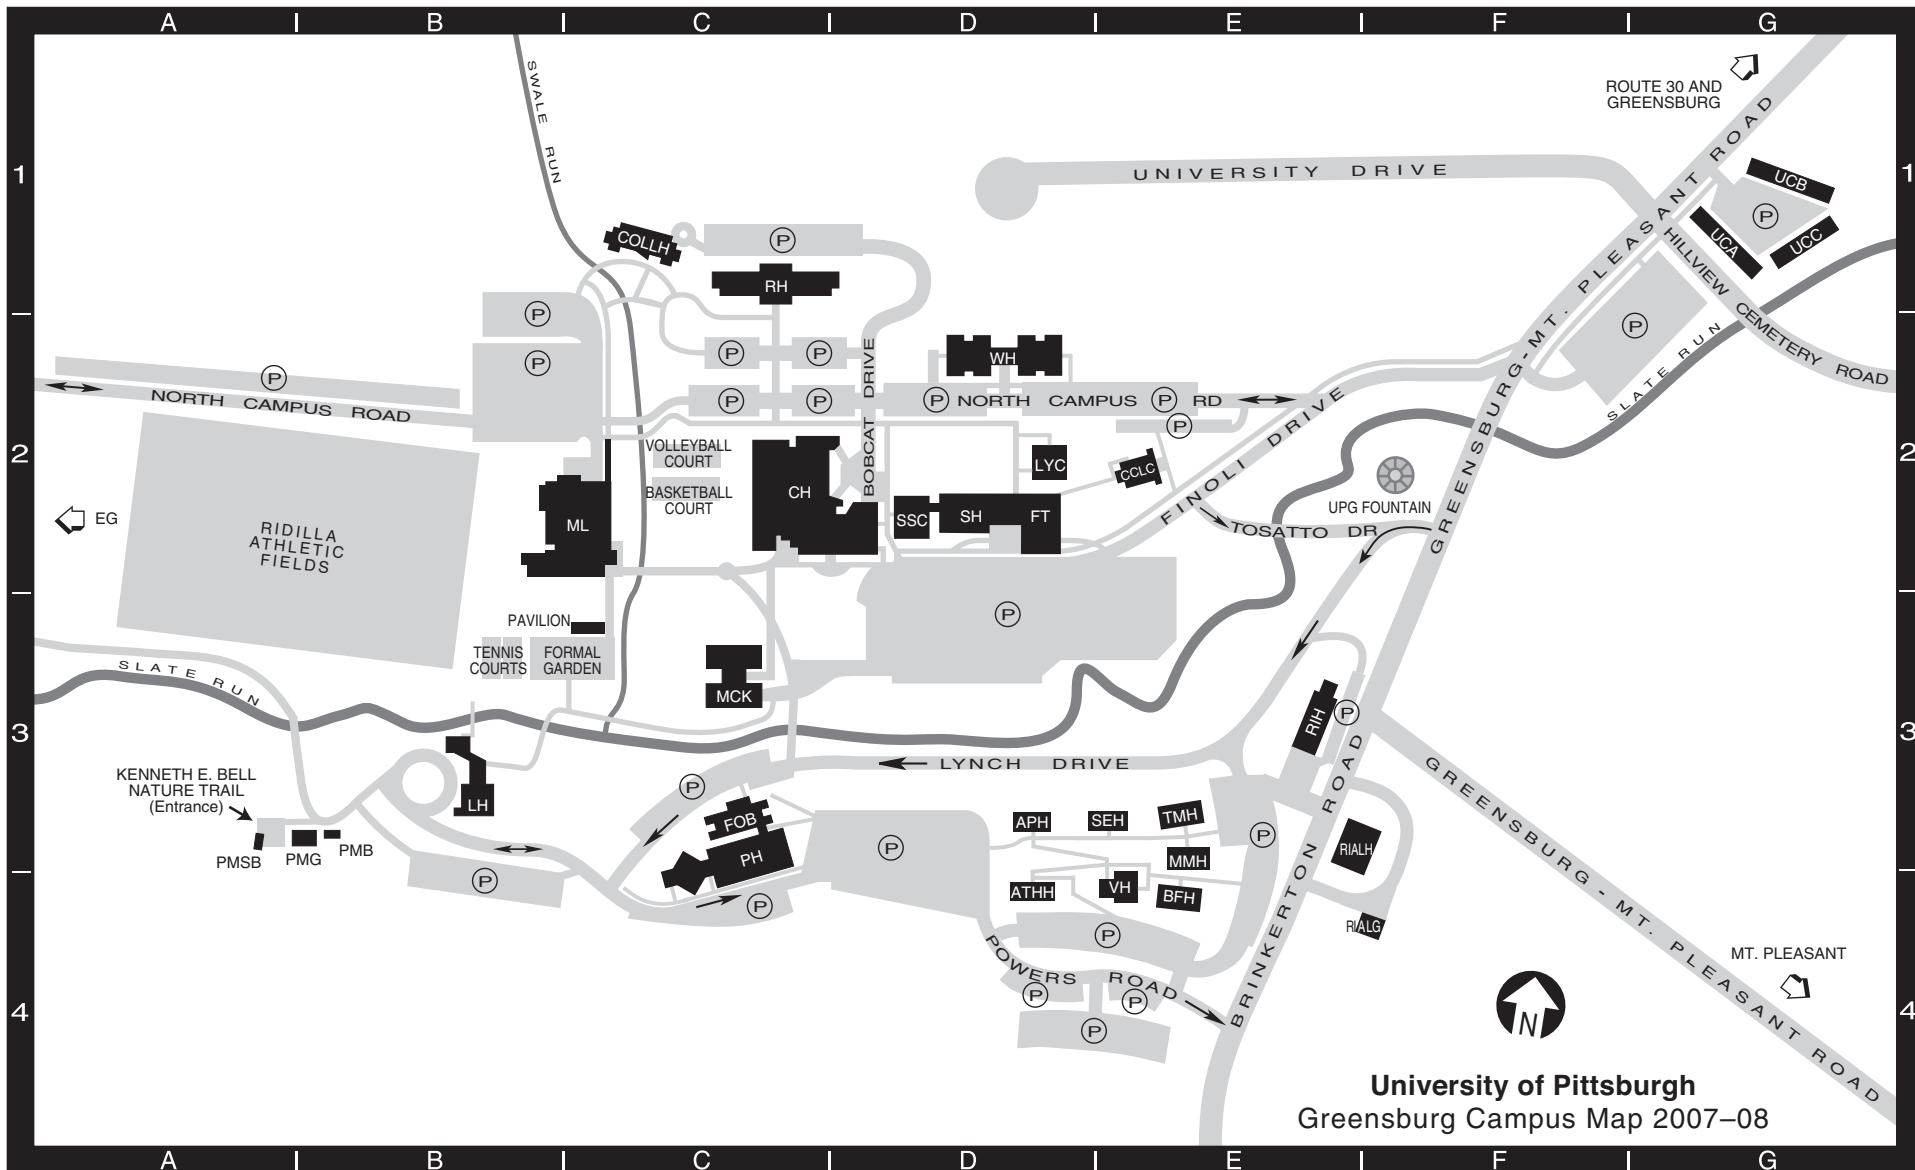 A B C D E F G
SWALE RUN
ROUTE 30 AND
GREENSBURG
1 1
UNIVERSITY DRIVE
GREENSBURG-MT. PLEASANT ROAD
UCB
P
UCA
UCC
HILLVIEW CEMETERY ROAD
COLLH
P
RH
P
P
P
P
P
P
WH
SLATE RUN
P
NORTH CAMPUS ROAD
P
P
BOBCAT DRIVE
P
NORTH CAMPUS
P
RD
P
FINOLI DRIVE
2 2
VOLLEYBALL
COURT
BASKETBALL
COURT
CH
LYC
CCLC
UPG FOUNTAIN
EG
RIDILLA
ATHLETIC
FIELDS
ML
SSC
SH
FT
TOSATTO DR
PAVILION
P
TENNIS
COURTS
FORMAL
GARDEN
SLATE RUN
MCK
RIH
P
3 3
KENNETH E. BELL
NATURE TRAIL
(Entrance)
LYNCH DRIVE
BRINKERTON ROAD
GREENSBURG - MT. PLEASANT ROAD
P
LH
FOB
APH
SEH
TMH
P
PMSB
PMG
PMB
PH
P
MMH
RIALH
P
P
ATHH
VH
BFH
RIALG
P
POWERS ROAD
P
P
P
MT. PLEASANT
4 4
N
University of Pittsburgh
Greensburg Campus Map 2007–08
A B C D E F G